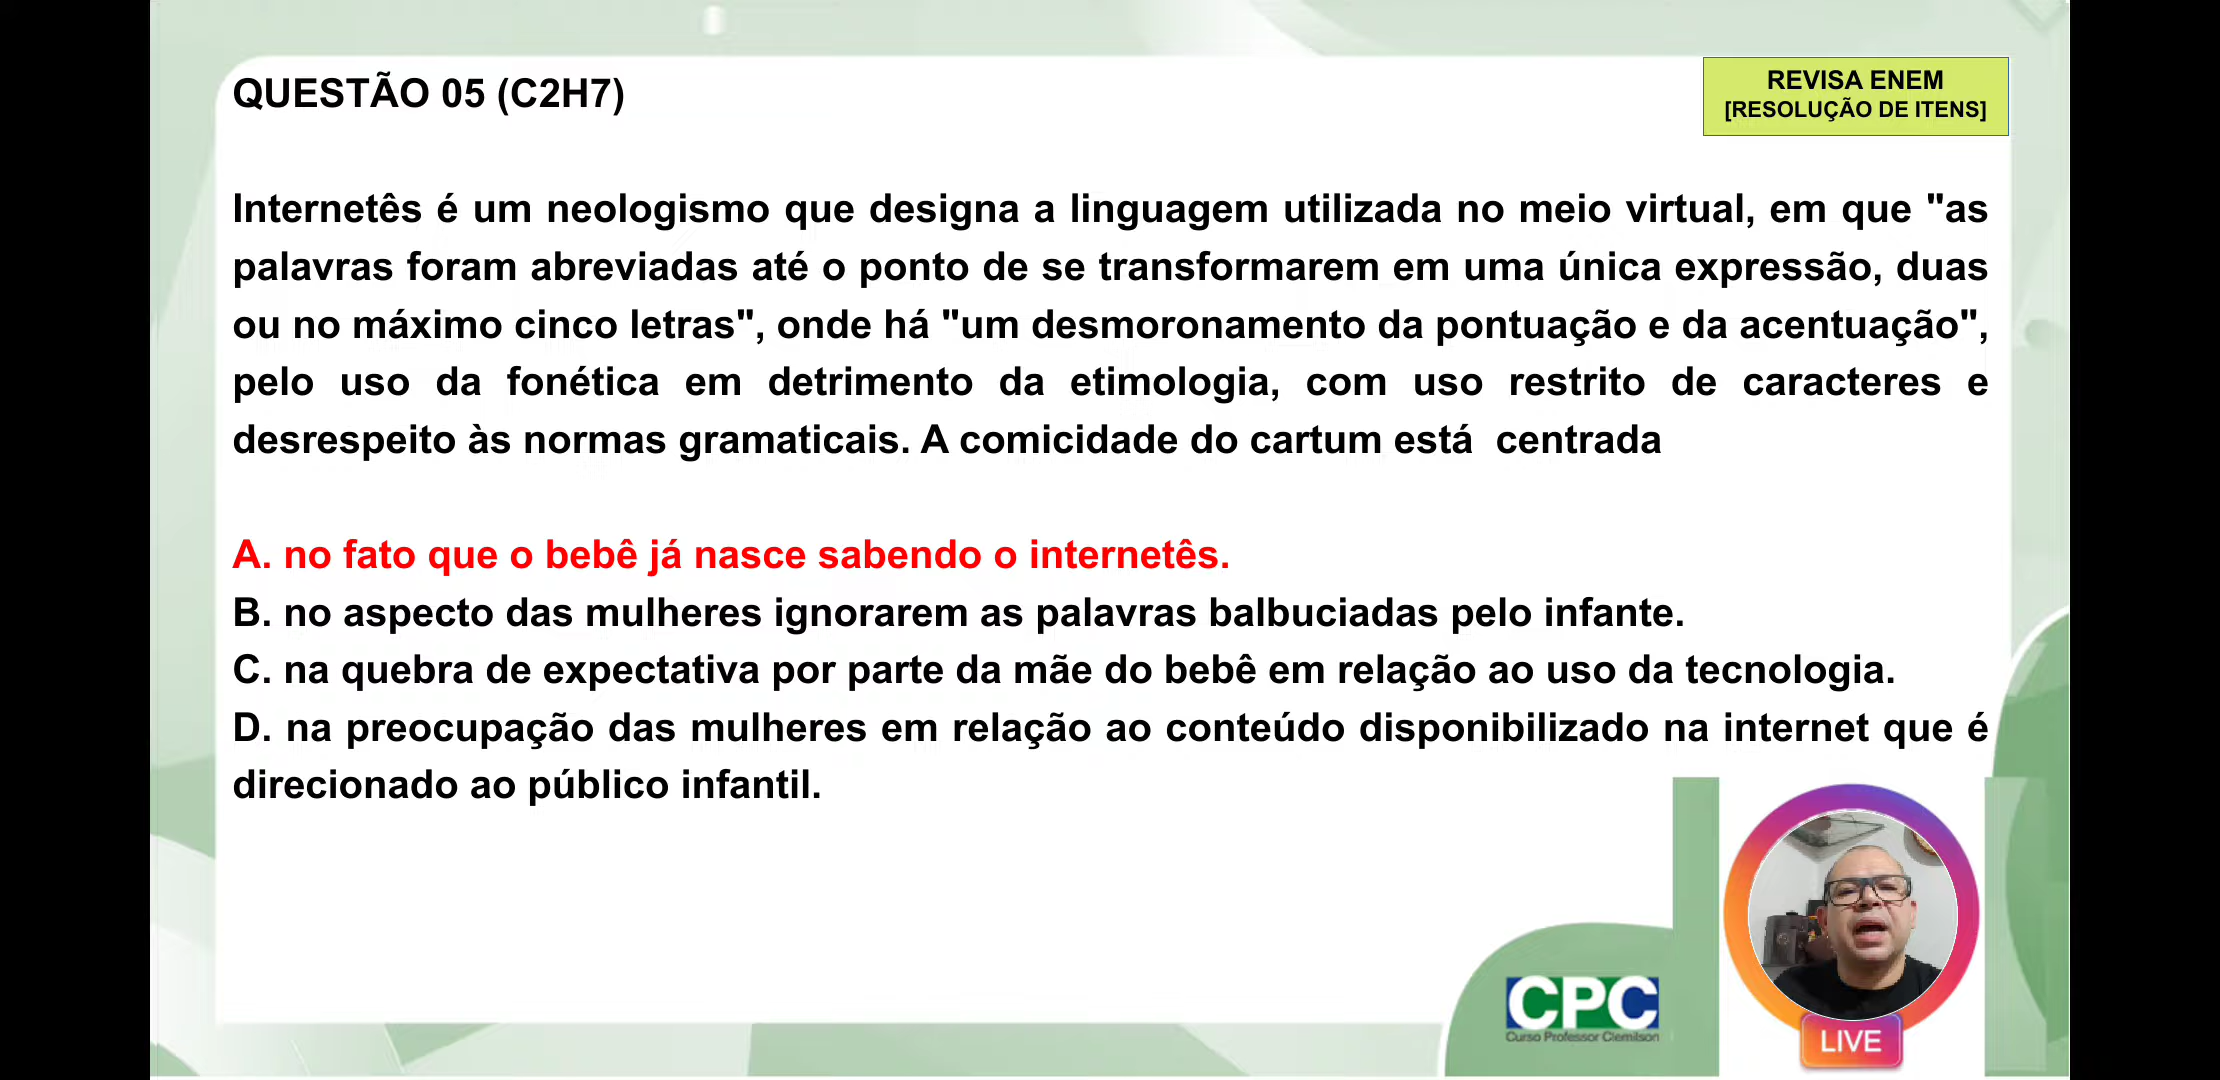 QUESTÃO 05 (C2H7)
REVISA ENEM
[RESOLUÇÃO DE ITENS]
Internetês é um neologismo que designa a linguagem utilizada no meio virtual, em que "as
palavras foram abreviadas até o ponto de se transformarem em uma única expressão, duas
ou no máximo cinco letras", onde há "um desmoronamento da pontuação e da acentuação",
pelo uso da fonética em detrimento da etimologia, com uso restrito de caracteres e
desrespeito às normas gramaticais. A comicidade do cartum está centrada
A. no fato que o bebê já nasce sabendo o internetês.
B. no aspecto das mulheres ignorarem as palavras balbuciadas pelo infante.
C. na quebra de expectativa por parte da mãe do bebê em relação ao uso da tecnologia.
D. na preocupação das mulheres em relação ao conteúdo disponibilizado na internet que é
direcionado ao público infantil.
CPC
Curso Professor Clemilson
LIVE